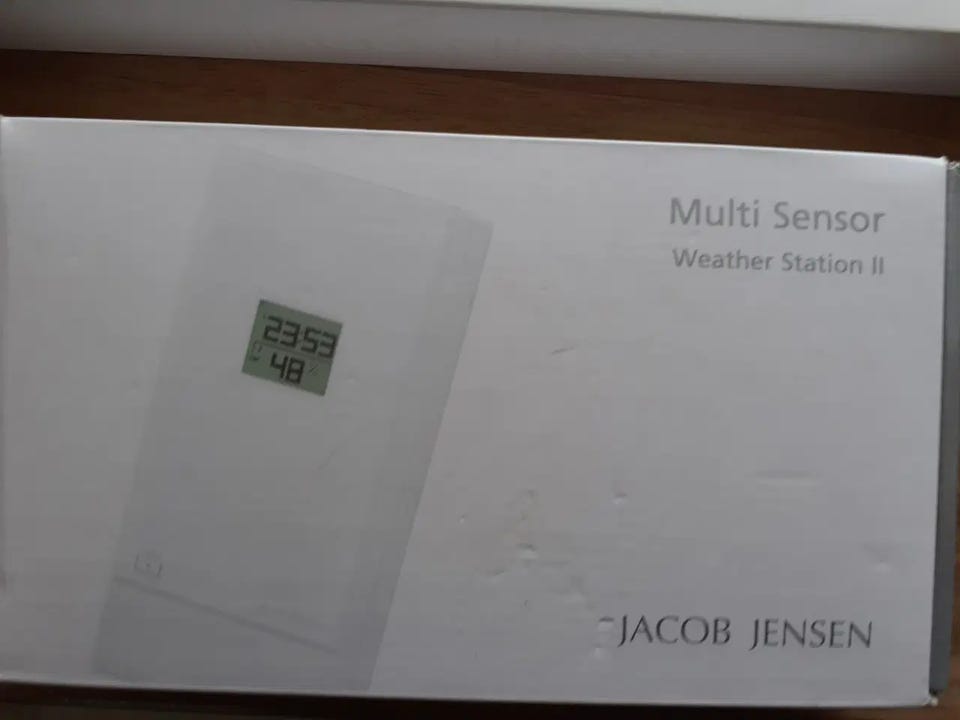 Multi Sensor
Weather Station II
23:53
48%
JACOB JENSEN